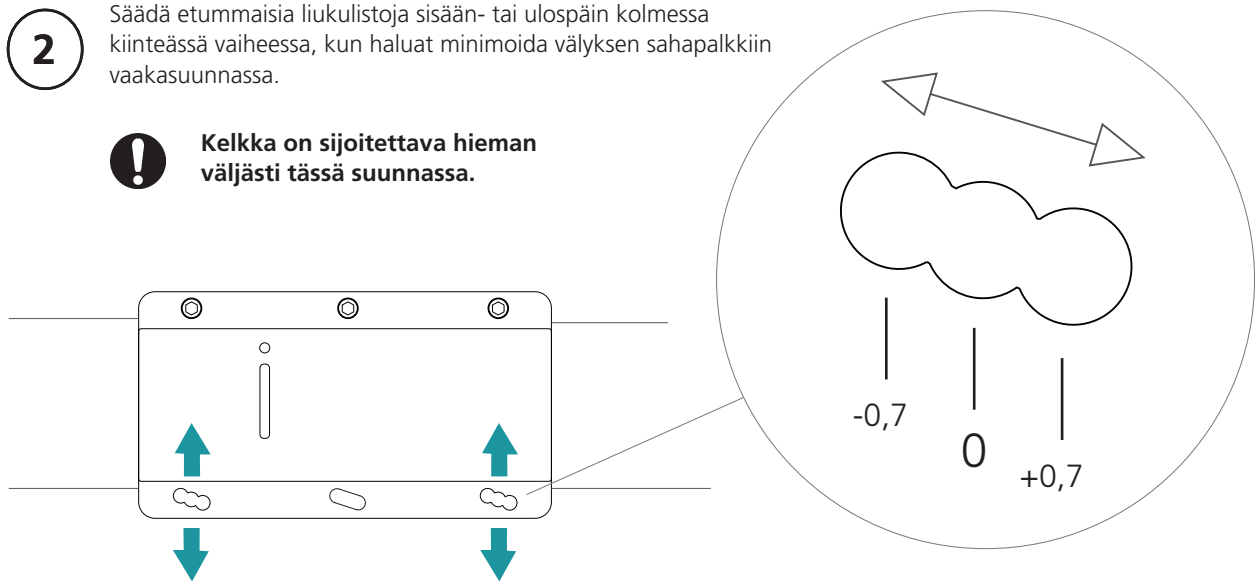 2
Säädä etummaisia liukulistoja sisään- tai ulospäin kolmessa
kiinteässä vaiheessa, kun haluat minimoida välyksen sahapalkkiin
vaakasuunnassa.
Kelkka on sijoitettava hieman
väljästi tässä suunnassa.
-0,7
0
+0,7